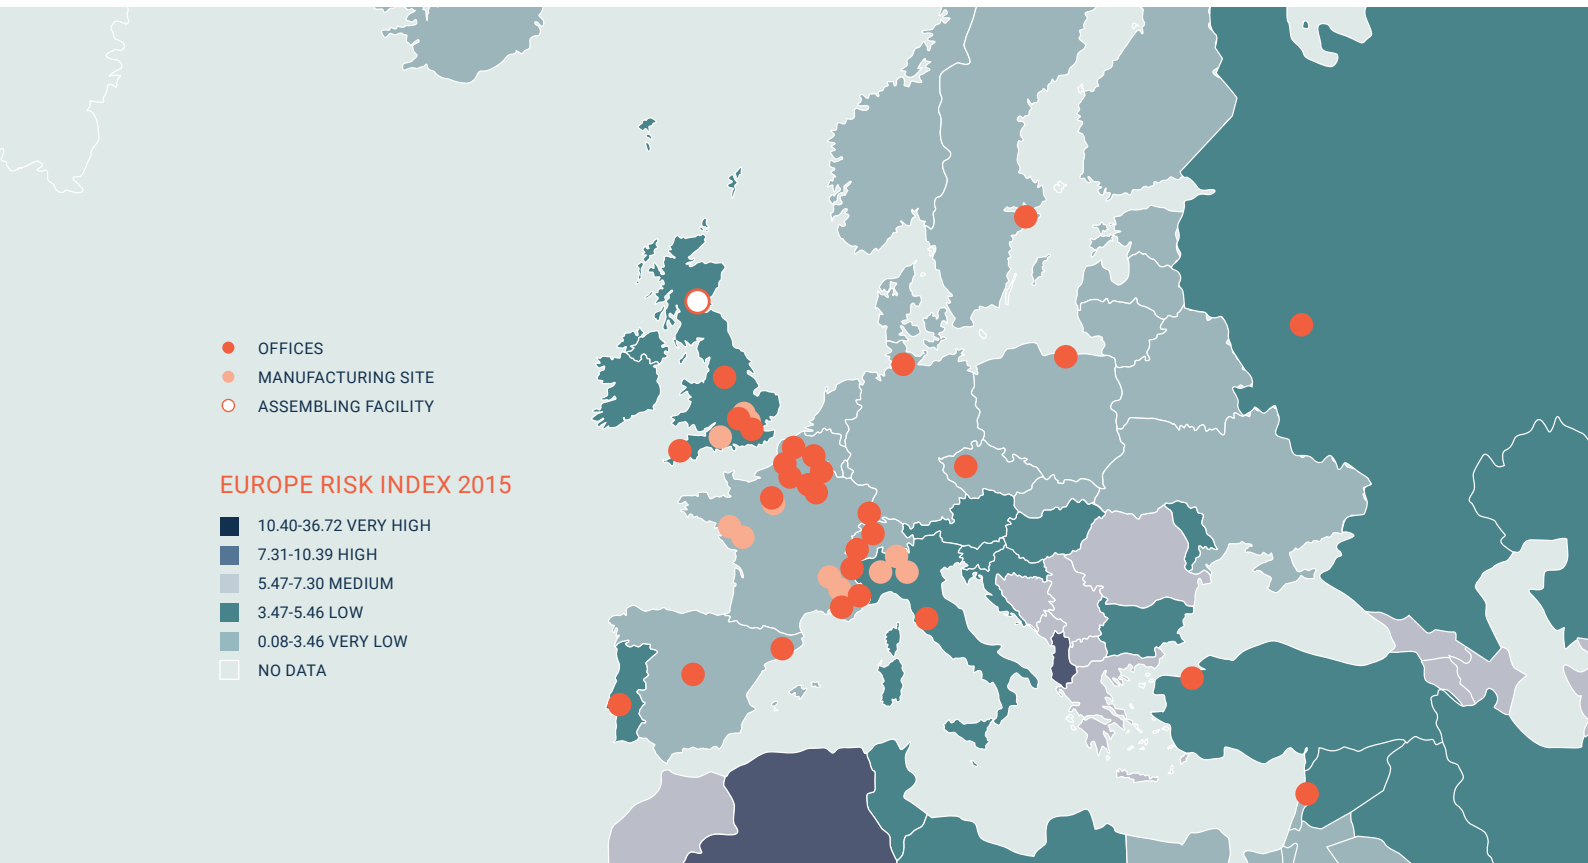 OFFICES
MANUFACTURING SITE
ASSEMBLING FACILITY
EUROPE RISK INDEX 2015
10.40-36.72 VERY HIGH
7.31-10.39 HIGH
5.47-7.30 MEDIUM
3.47-5.46 LOW
0.08-3.46 VERY LOW
NO DATA